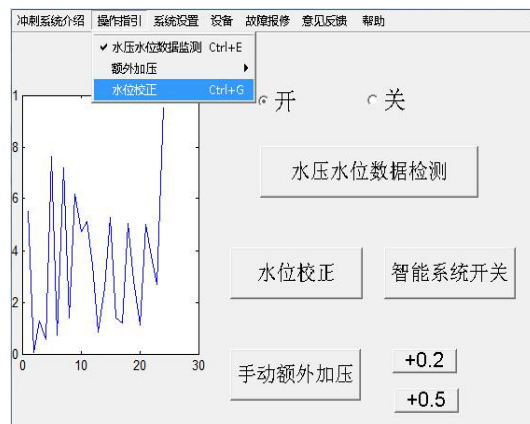 冲刺系统介绍 操作指引 系统设置 设备 故障报修 意见反馈 帮助
✓ 水压水位数据监测 Ctrl+E
额外加压
水位校正 Ctrl+G
开 关
水压水位数据检测
水位校正 智能系统开关
手动额外加压 +0.2
+0.5
1
8
6
4
2
0
0 10 20 30